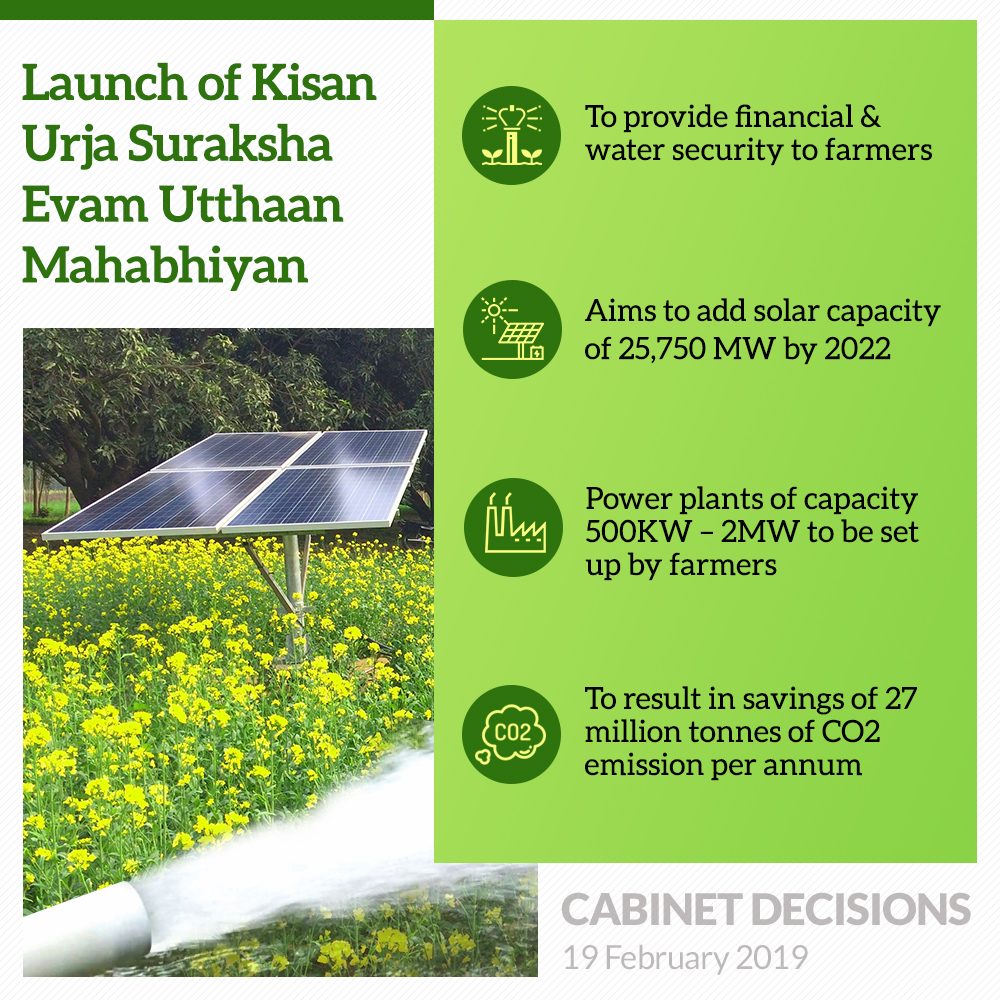 Launch of Kisan
Urja Suraksha
Evam Utthaan
Mahabhiyan
To provide financial &
water security to farmers
Aims to add solar capacity
of 25,750 MW by 2022
Power plants of capacity
500KW – 2MW to be set
up by farmers
CO2
To result in savings of 27
million tonnes of CO2
emission per annum
CABINET DECISIONS
19 February 2019